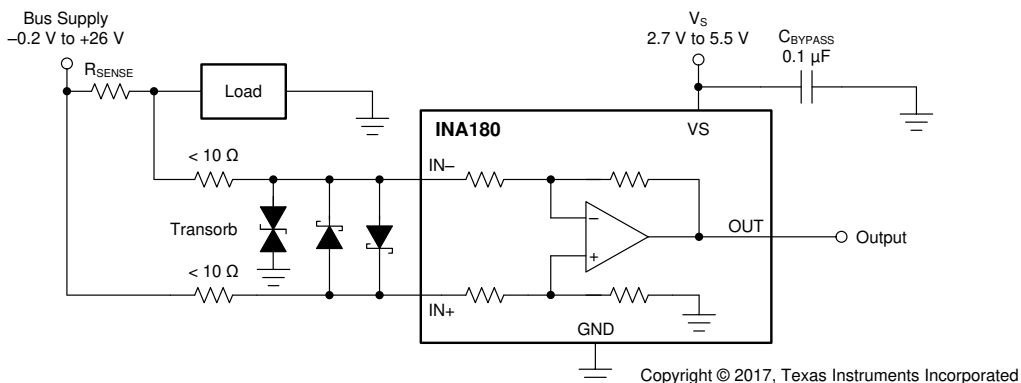 Bus Supply
–0.2 V to +26 V
RSENSE
Load
VS
2.7 V to 5.5 V
CBYPASS
0.1 µF
INA180
VS
< 10 Ω
IN–
Transorb
–
+
OUT
Output
< 10 Ω
IN+
GND
Copyright © 2017, Texas Instruments Incorporated